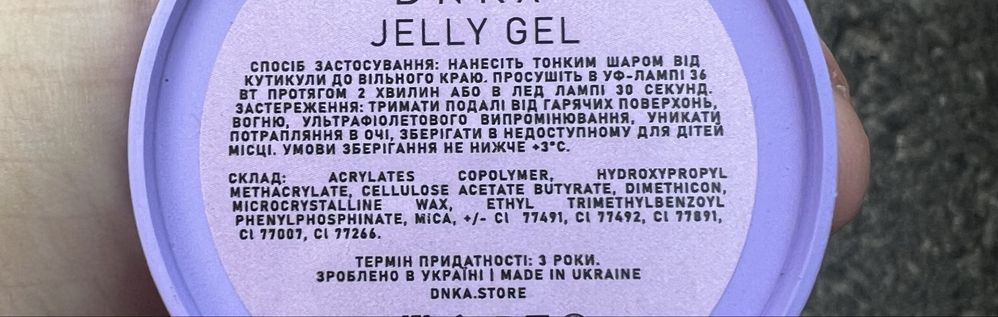 DNKA
JELLY GEL
СПОСІБ ЗАСТОСУВАННЯ: НАНЕСІТЬ ТОНКИМ ШАРОМ ВІД
КУТИКУЛИ ДО ВІЛЬНОГО КРАЮ. ПРОСУШІТЬ В УФ-ЛАМПІ 36
ВТ ПРОТЯГОМ 2 ХВИЛИН АБО В ЛЕД ЛАМПІ 30 СЕКУНД.
ЗАСТЕРЕЖЕННЯ: ТРИМАТИ ПОДАЛІ ВІД ГАРЯЧИХ ПОВЕРХОНЬ,
ВОГНЮ, УЛЬТРАФІОЛЕТОВОГО ВИПРОМІНЮВАННЯ, УНИКАТИ
ПОТРАПЛЯННЯ В ОЧІ, ЗБЕРІГАТИ В НЕДОСТУПНОМУ ДЛЯ ДІТЕЙ
МІСЦІ. УМОВИ ЗБЕРІГАННЯ НЕ НИЖЧЕ +3°С.
СКЛАД: ACRYLATES COPOLYMER, HYDROXYPROPYL
METHACRYLATE, CELLULOSE ACETATE BUTYRATE, DIMETHICON,
MICROCRYSTALLINE WAX, ETHYL TRIMETHYLBENZOYL
PHENYLPHOSPHINATE, MICA, +/- CI 77491, CI 77492, CI 77891,
CI 77007, CI 77266.
ТЕРМІН ПРИДАТНОСТІ: 3 РОКИ.
ЗРОБЛЕНО В УКРАЇНІ | MADE IN UKRAINE
DNKA.STORE